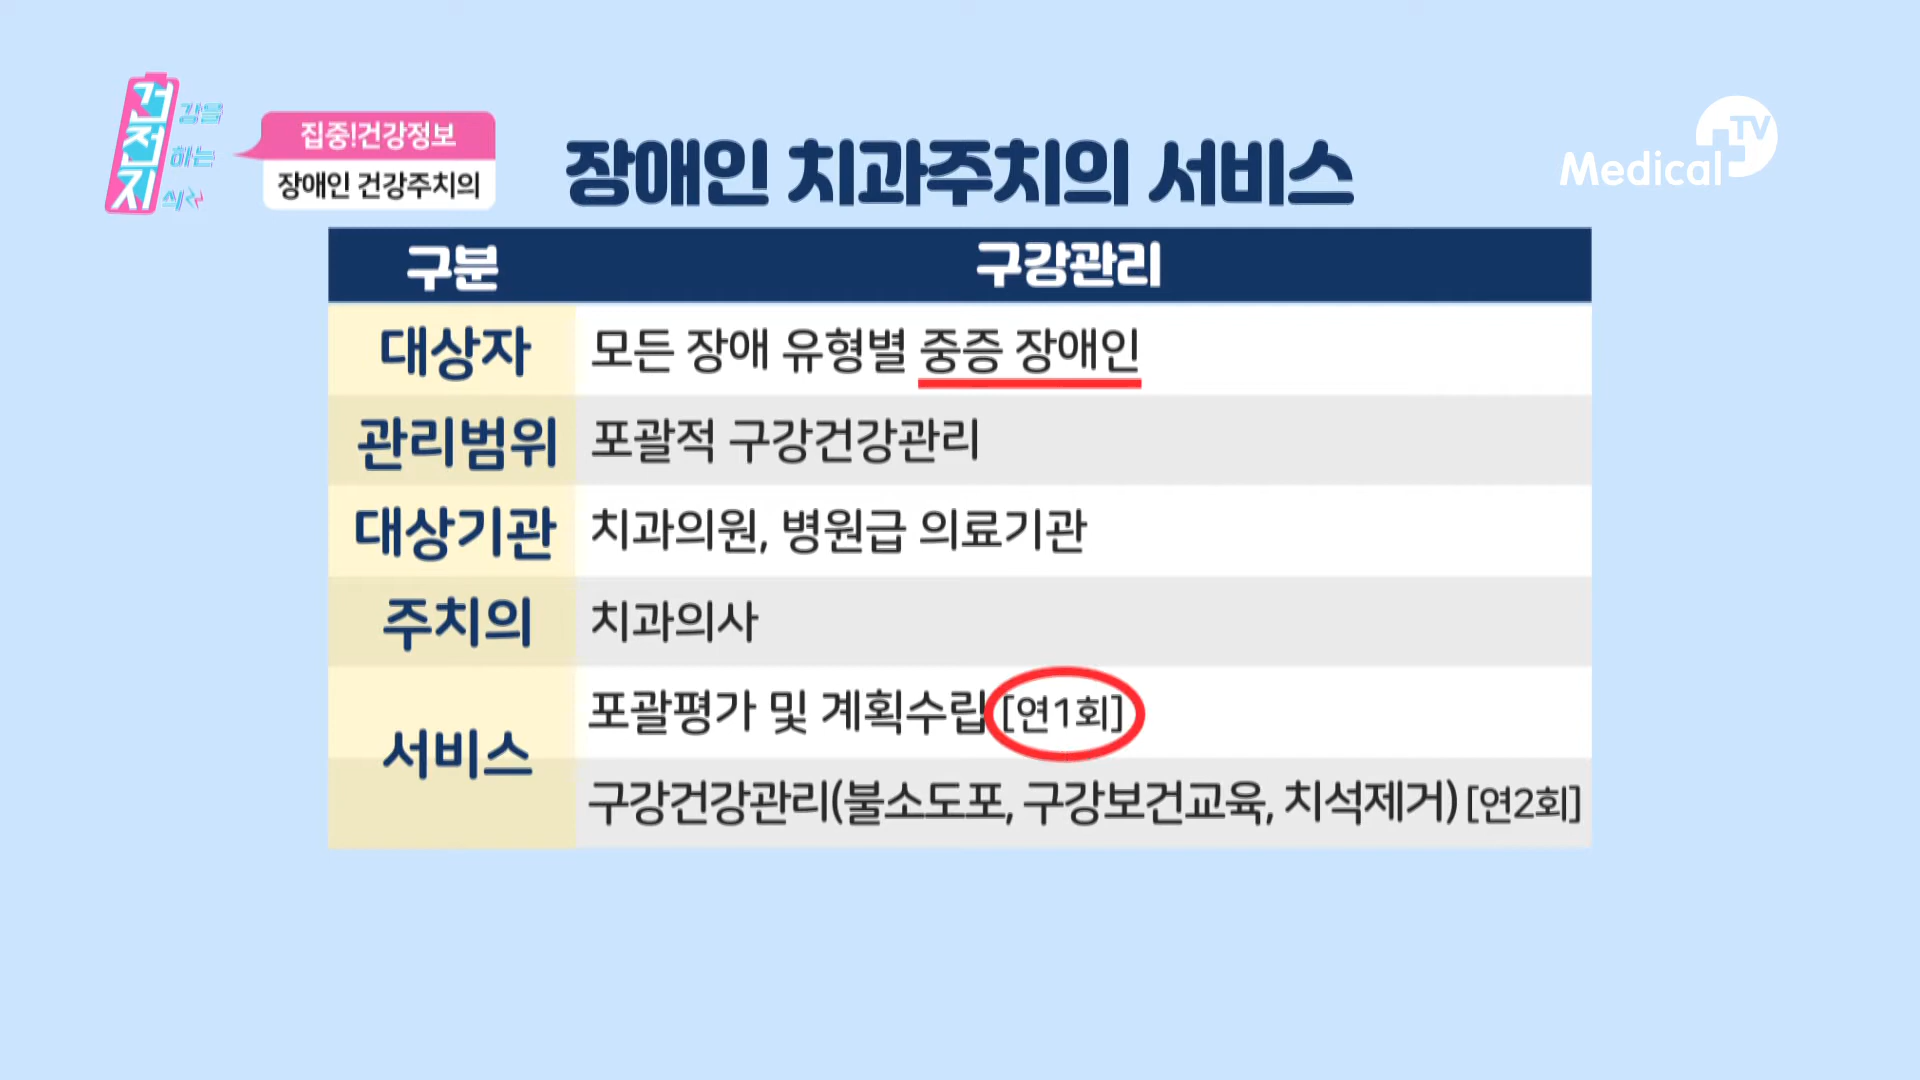 건강을
전하는
지식
집중!건강정보
장애인 건강주치의
장애인 치과주치의 서비스
Medical TV
구분 구강관리
대상자 모든 장애 유형별 중증 장애인
관리범위 포괄적 구강건강관리
대상기관 치과의원, 병원급 의료기관
주치의 치과의사
서비스
포괄평가 및 계획수립 [연1회]
구강건강관리(불소도포, 구강보건교육, 치석제거) [연2회]